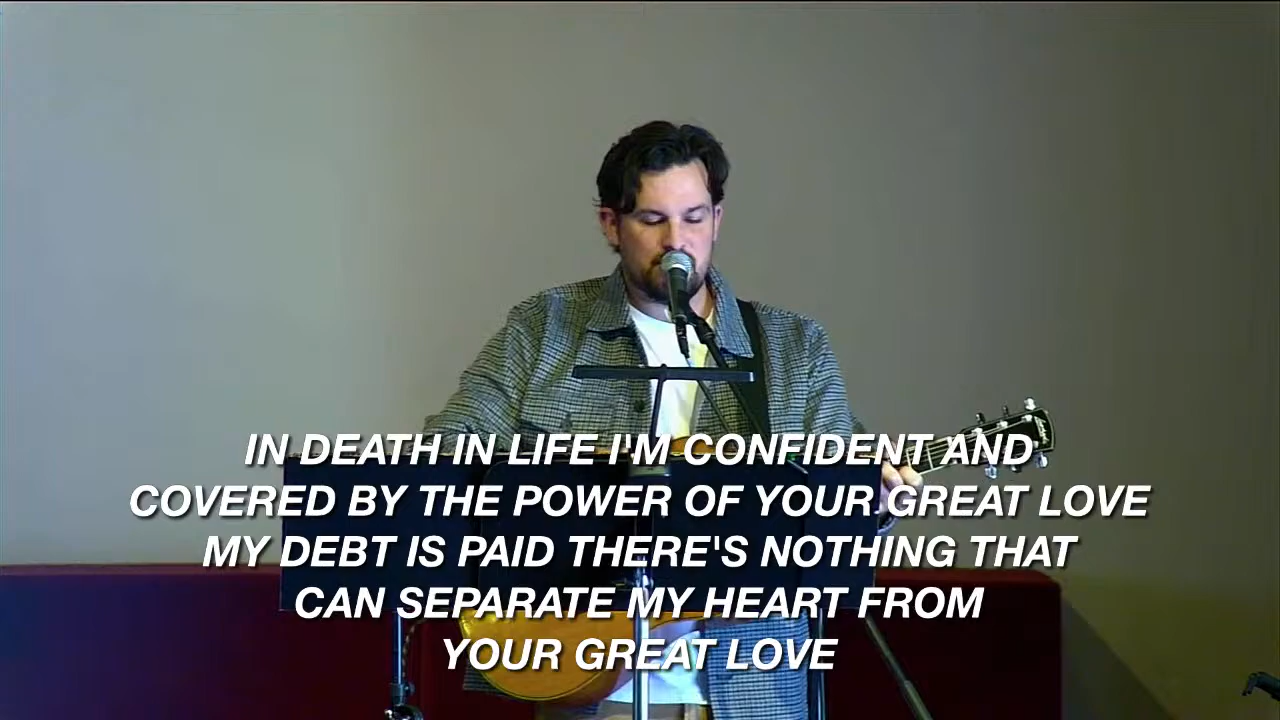 IN DEATH IN LIFE I'M CONFIDENT AND
COVERED BY THE POWER OF YOUR GREAT LOVE
MY DEBT IS PAID THERE'S NOTHING THAT
CAN SEPARATE MY HEART FROM
YOUR GREAT LOVE